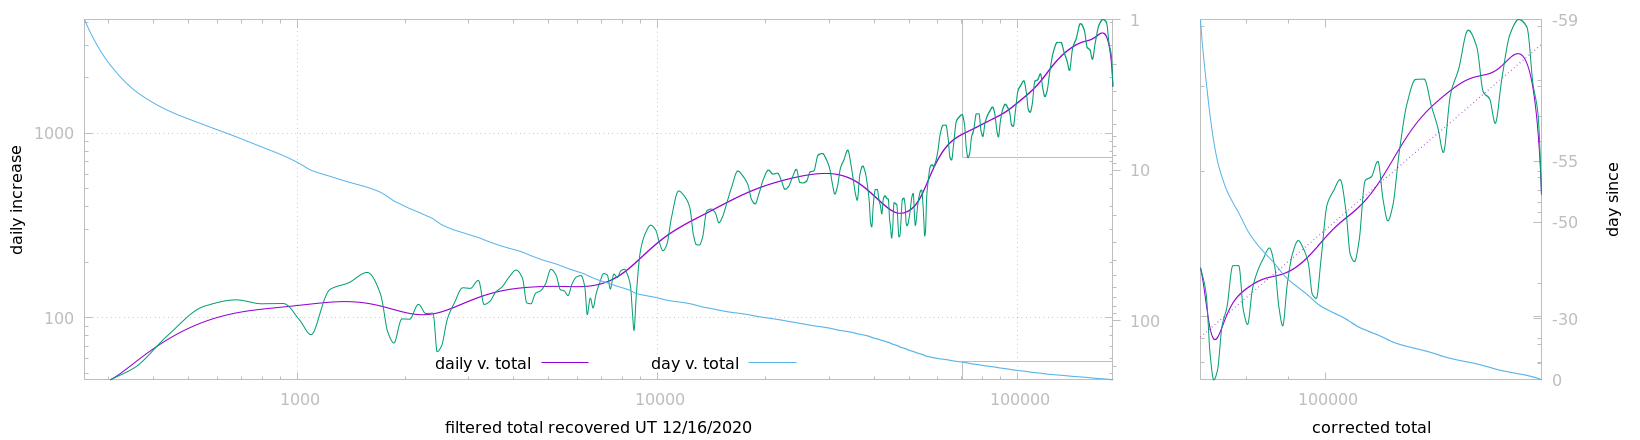 daily increase
1000
100
daily v. total
day v. total
1000
10000
100000
filtered total recovered UT 12/16/2020
1
10
100
100000
corrected total
-59
-55
-50
-30
0
day since